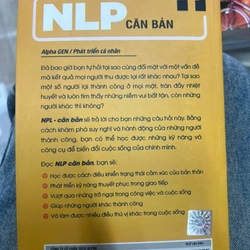 NLP
CĂN BẢN
Alpha GEN / Phát triển cá nhân
Đã bao giờ bạn tự hỏi tại sao cùng đối mặt với một vấn đề
mà kết quả mọi người thu được lại rất khác nhau? Tại sao
một số người lại thành công ở mọi mặt, tràn đầy nhiệt
huyết và luôn tìm thấy những niềm vui bất tận, còn những
người khác thì không?
NPL - căn bản sẽ trả lời cho bạn những câu hỏi này. Bằng
cách khám phá suy nghĩ và hành động của những người
thành công, bạn có thể học được những công cụ mạnh
mẽ để biến đổi cuộc sống của chính mình.
Đọc NLP căn bản, bạn sẽ:
Học được cách điều khiển trạng thái cảm xúc của bản thân
Phát triển kỹ năng thuyết phục trong giao tiếp
Vượt qua những trở ngại trong công việc và cuộc sống
Giúp những người khác thành công
Và làm được nhiều điều thú vị khác trong cuộc sống